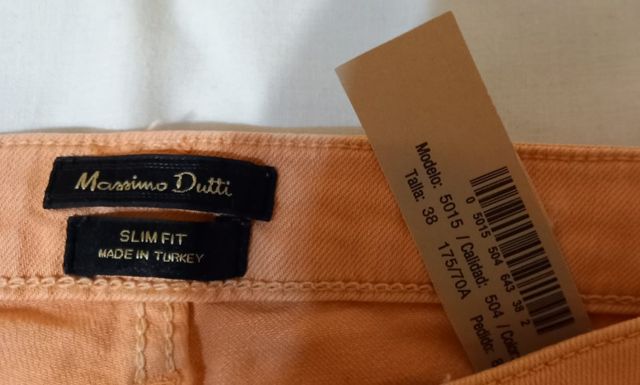 Massimo Dutti
SLIM FIT
MADE IN TURKEY
Modelo: 5015 / Calidad: 504 / Color
Talla: 38 175/70A Pedido:
0 5015 504 643 38 2